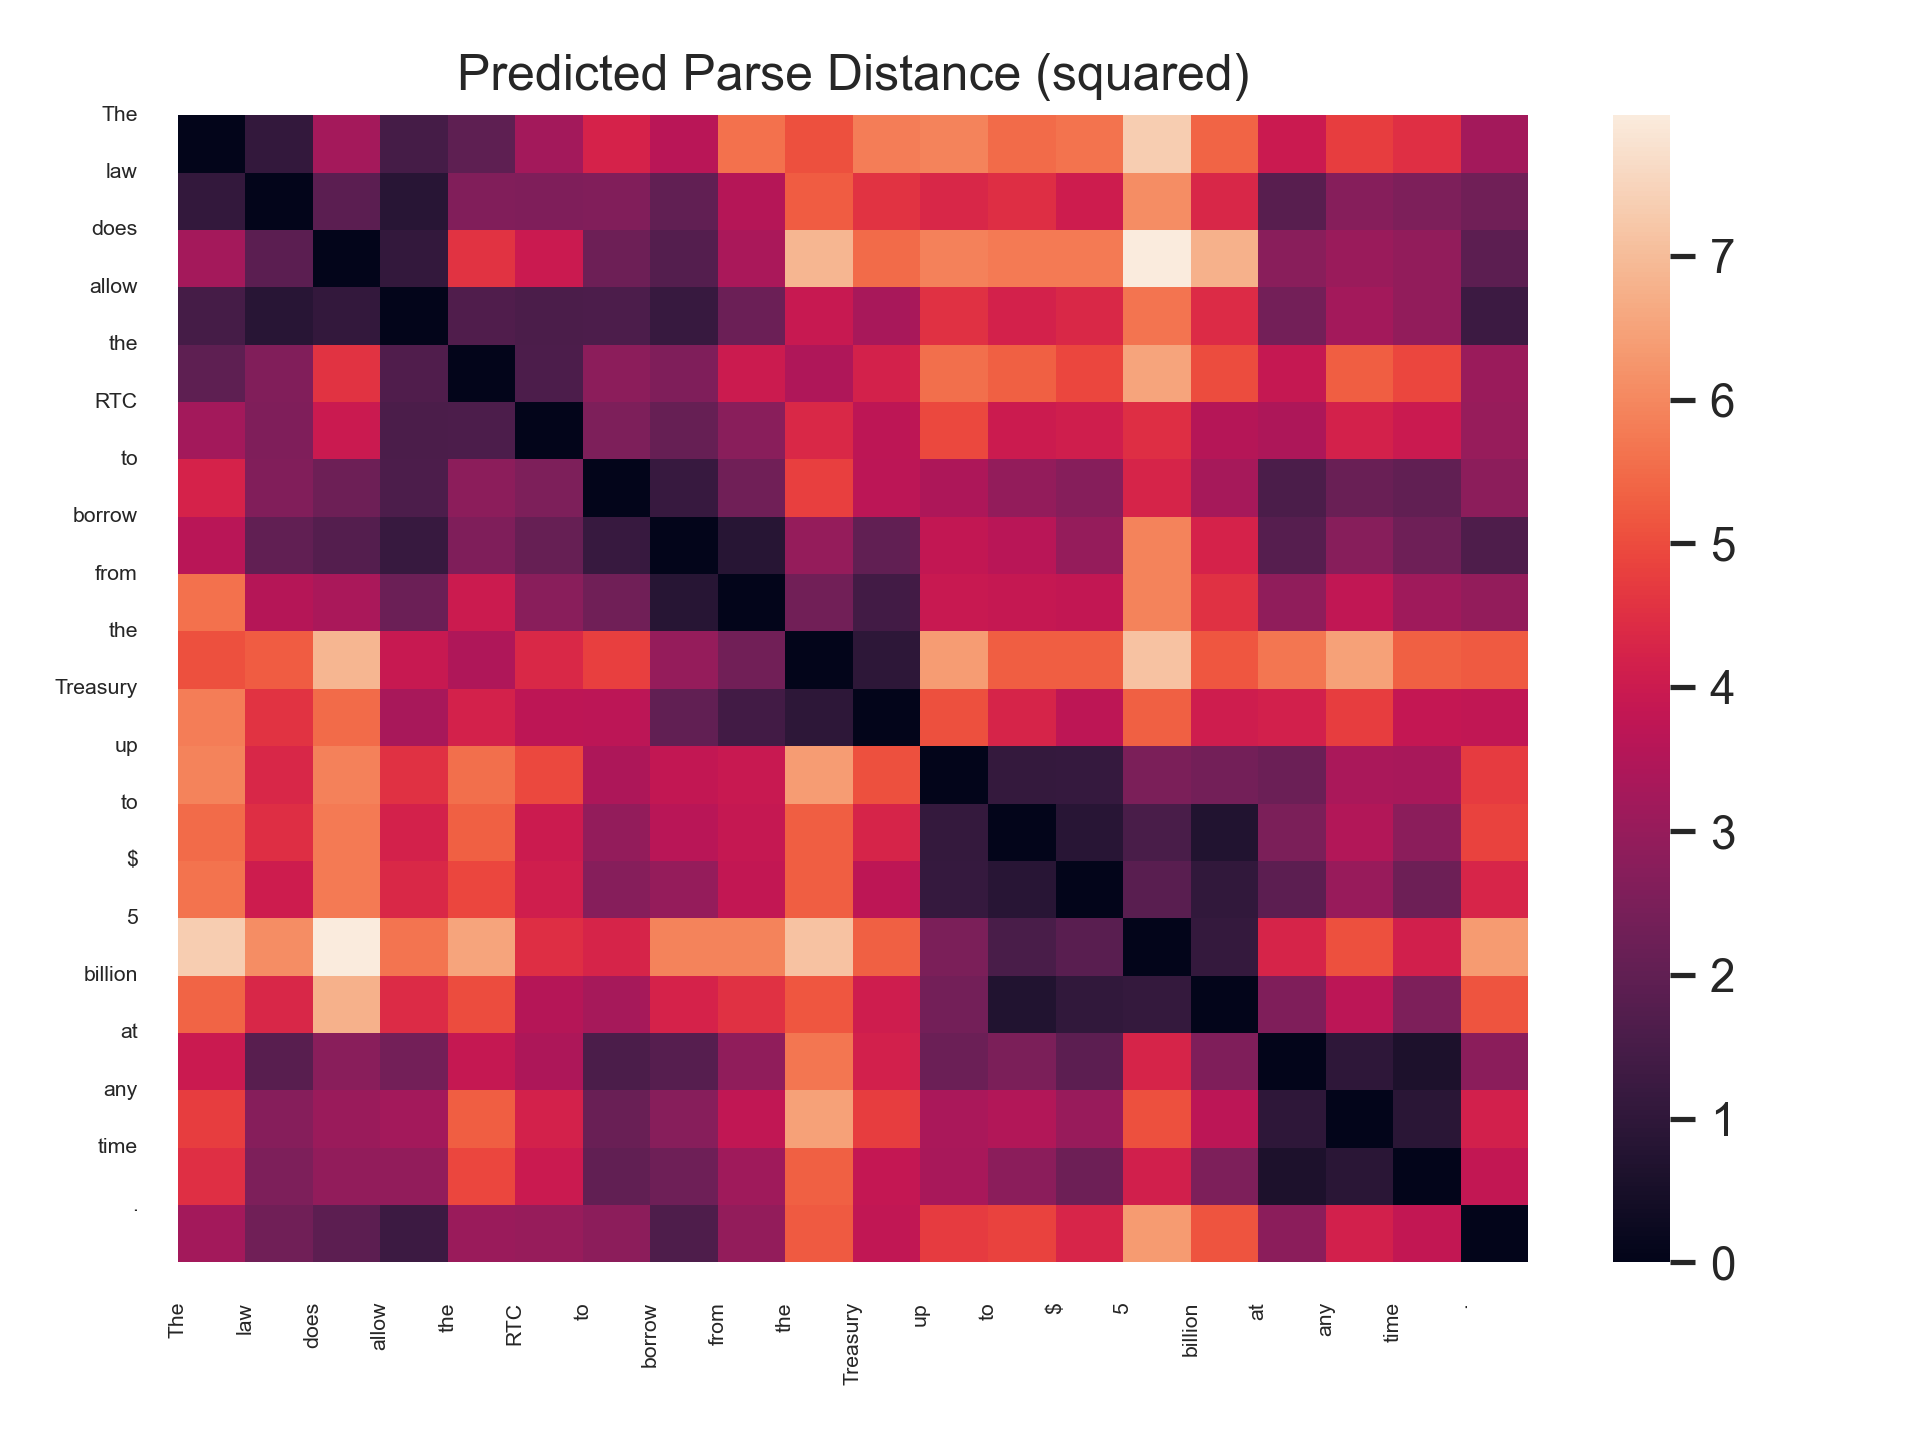 Predicted Parse Distance (squared)
The
law
does
allow
the
RTC
to
borrow
from
the
Treasury
up
to
$
5
billion
at
any
time
.
7
6
5
4
3
2
1
0
The
law
does
allow
the
RTC
to
borrow
from
the
Treasury
up
to
$
5
billion
at
any
time
.